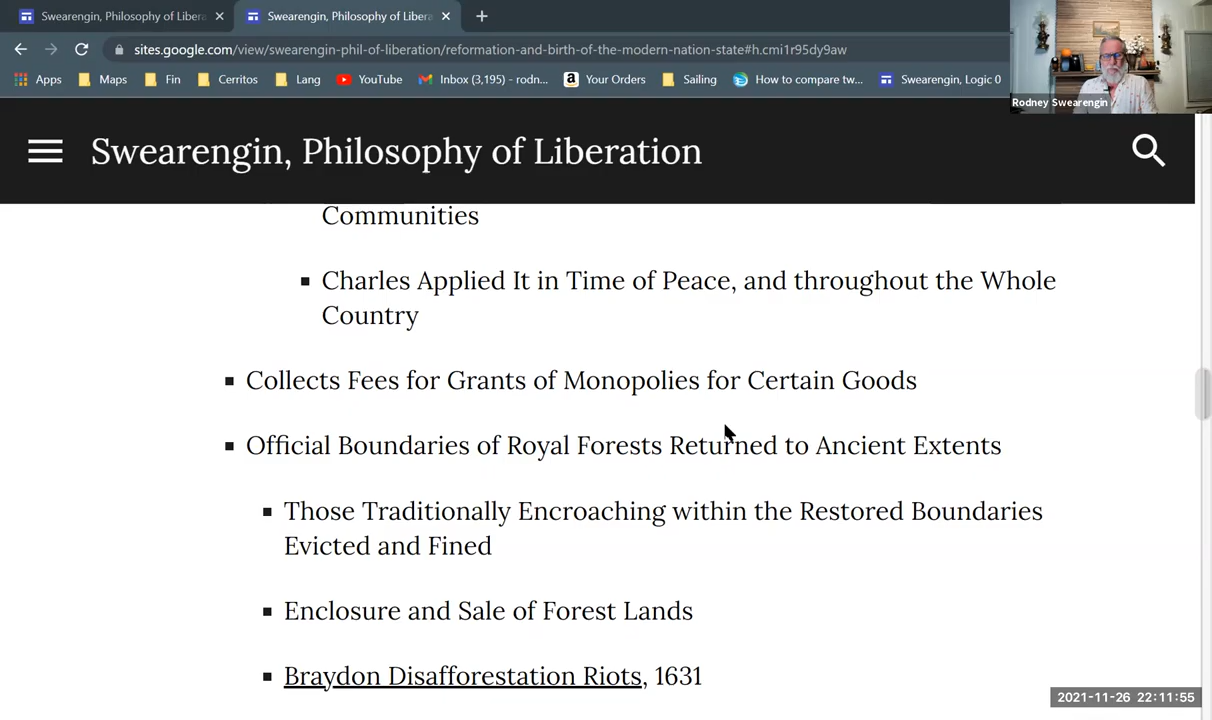 Swearengin, Philosophy of Libera
Swearengin, Philosophy of Libera
sites.google.com/view/swearengin-phil-of-liberation/reformation-and-birth-of-the-modern-nation-state#h.cmi1r95dy9aw
Apps Maps Fin Cerritos Lang YouTube Inbox (3,195) - rodn... Your Orders Sailing How to compare tw... Swearengin, Logic 0
Rodney Swearengin
Swearengin, Philosophy of Liberation
Communities
Charles Applied It in Time of Peace, and throughout the Whole
Country
Collects Fees for Grants of Monopolies for Certain Goods
Official Boundaries of Royal Forests Returned to Ancient Extents
Those Traditionally Encroaching within the Restored Boundaries
Evicted and Fined
Enclosure and Sale of Forest Lands
Braydon Disafforestation Riots, 1631
2021-11-26 22:11:55